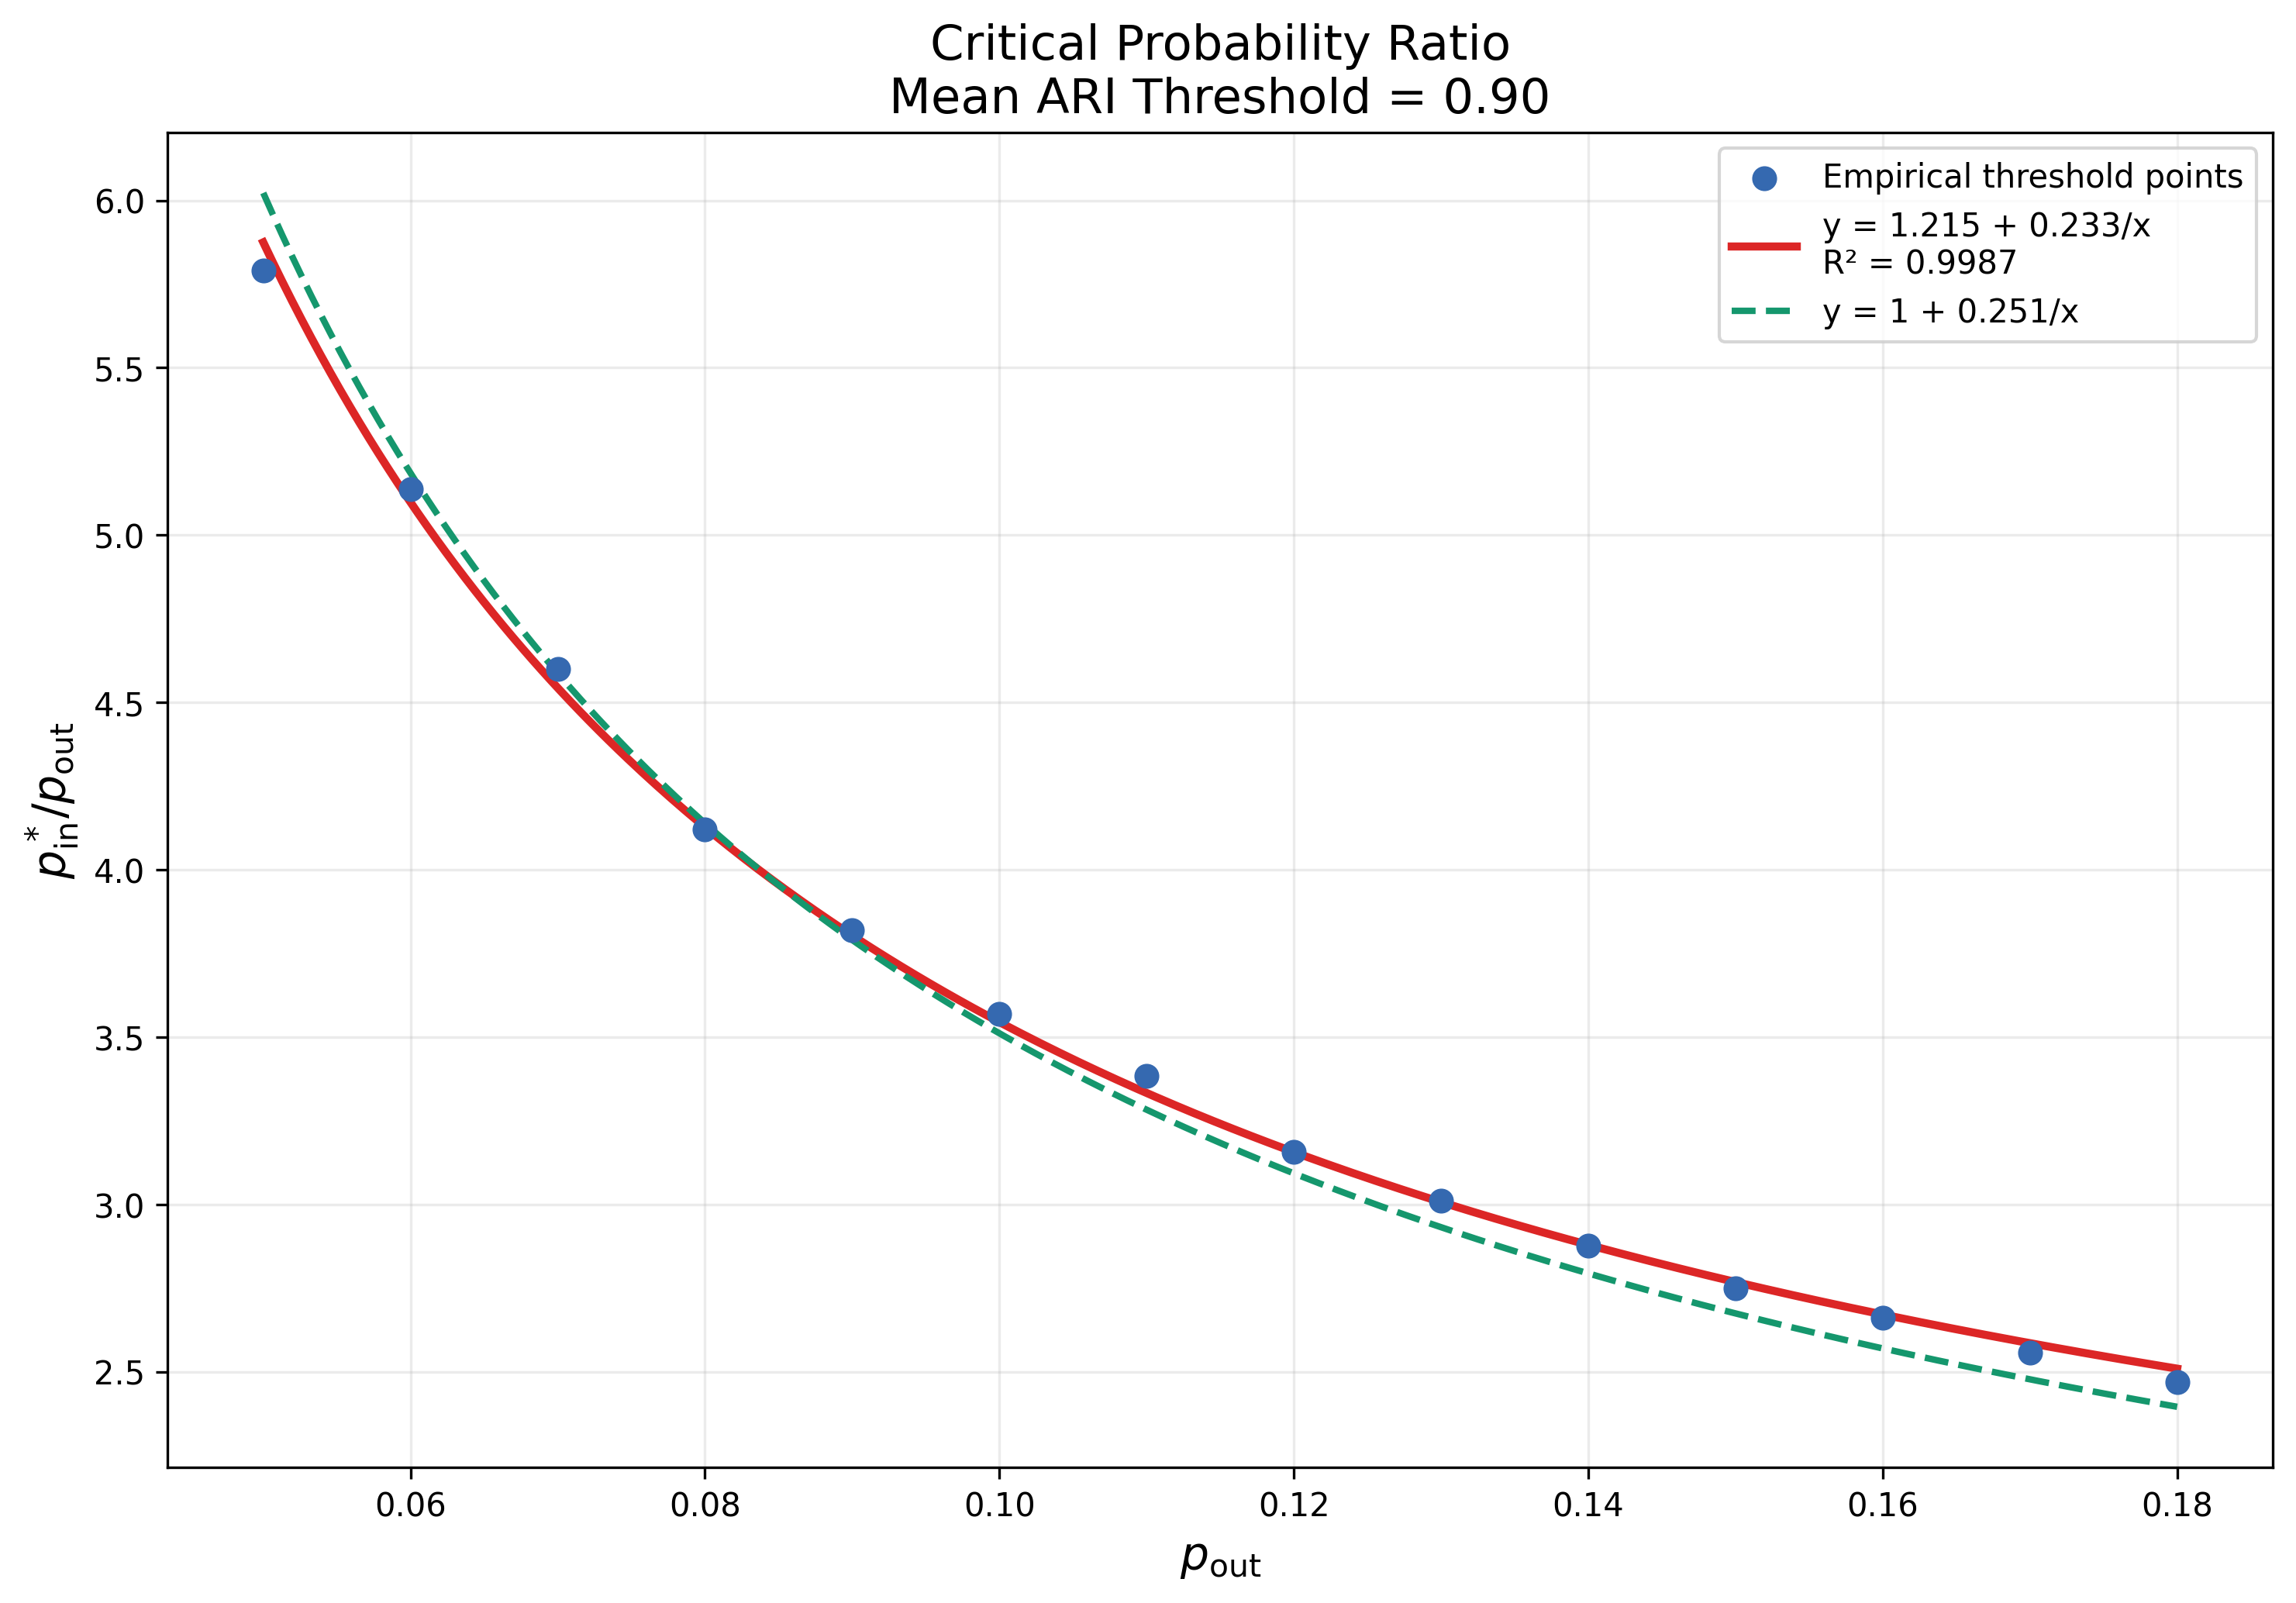 Critical Probability Ratio
Mean ARI Threshold = 0.90
Empirical threshold points
y = 1.215 + 0.233/x
R² = 0.9987
y = 1 + 0.251/x
6.0
5.5
5.0
4.5
4.0
3.5
3.0
2.5
p*in/pout
0.06
0.08
0.10
0.12
0.14
0.16
0.18
pout